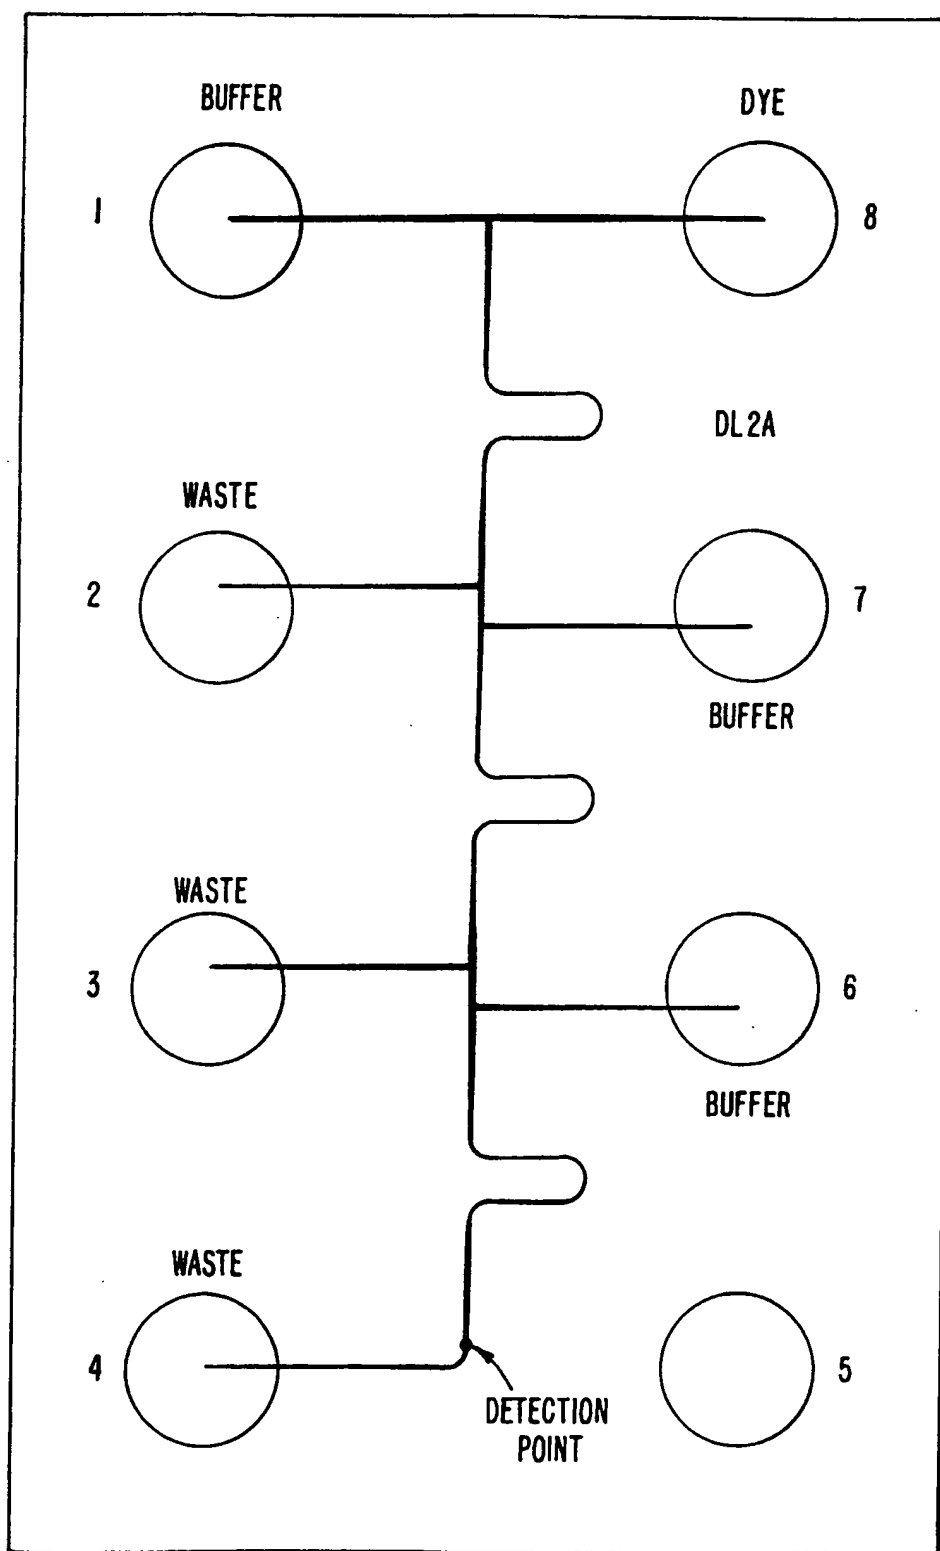 BUFFER
DYE
1
8
DL2A
WASTE
2
7
BUFFER
WASTE
3
6
BUFFER
WASTE
4
5
DETECTION
POINT